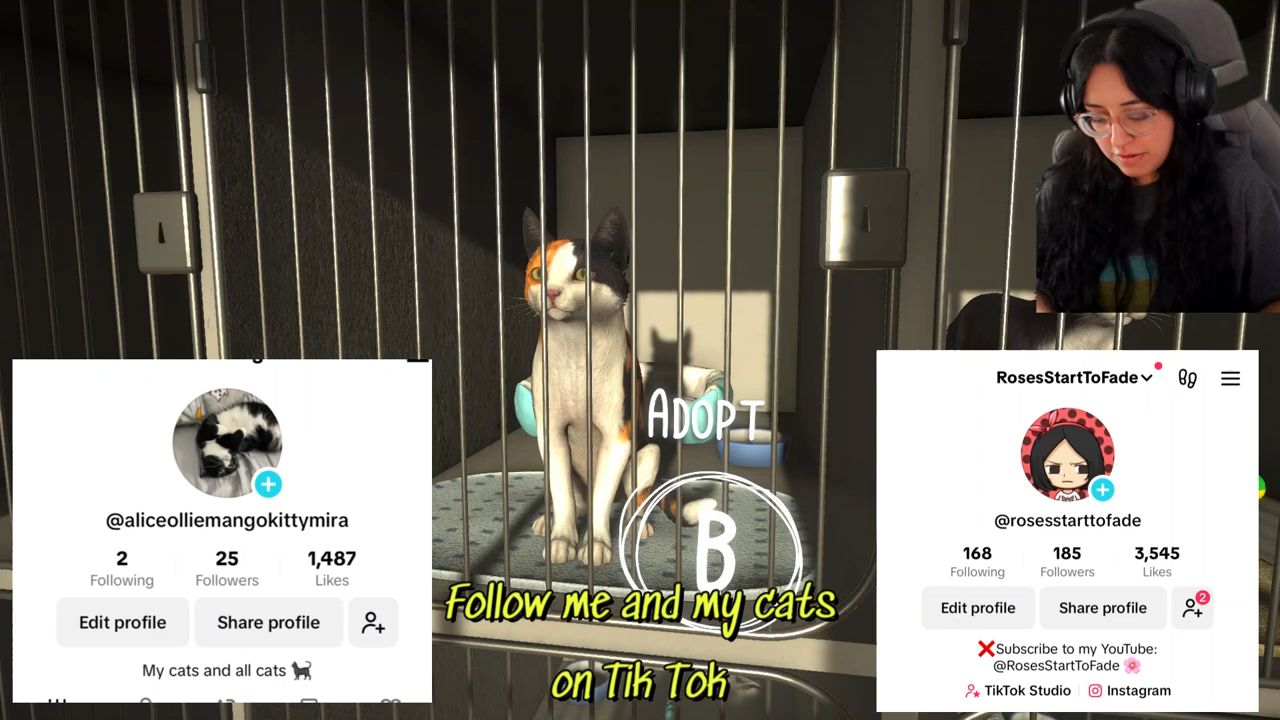 ADOPT
B
Follow me and my cats
on Tik Tok
@aliceolliemangokittymira
2 25 1,487
Following Followers Likes
Edit profile Share profile
My cats and all cats 🐈‍⬛
RosesStartToFade
@rosesstarttofade
168 185 3,545
Following Followers Likes
Edit profile Share profile 2
❌Subscribe to my YouTube:
@RosesStartToFade 🌸
TikTok Studio Instagram